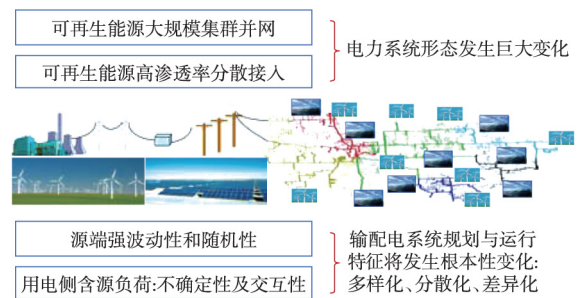 可再生能源大规模集群并网
可再生能源高渗透率分散接入
电力系统形态发生巨大变化
源端强波动性和随机性
用电侧含源负荷:不确定性及交互性
输配电系统规划与运行
特征将发生根本性变化:
多样化、分散化、差异化